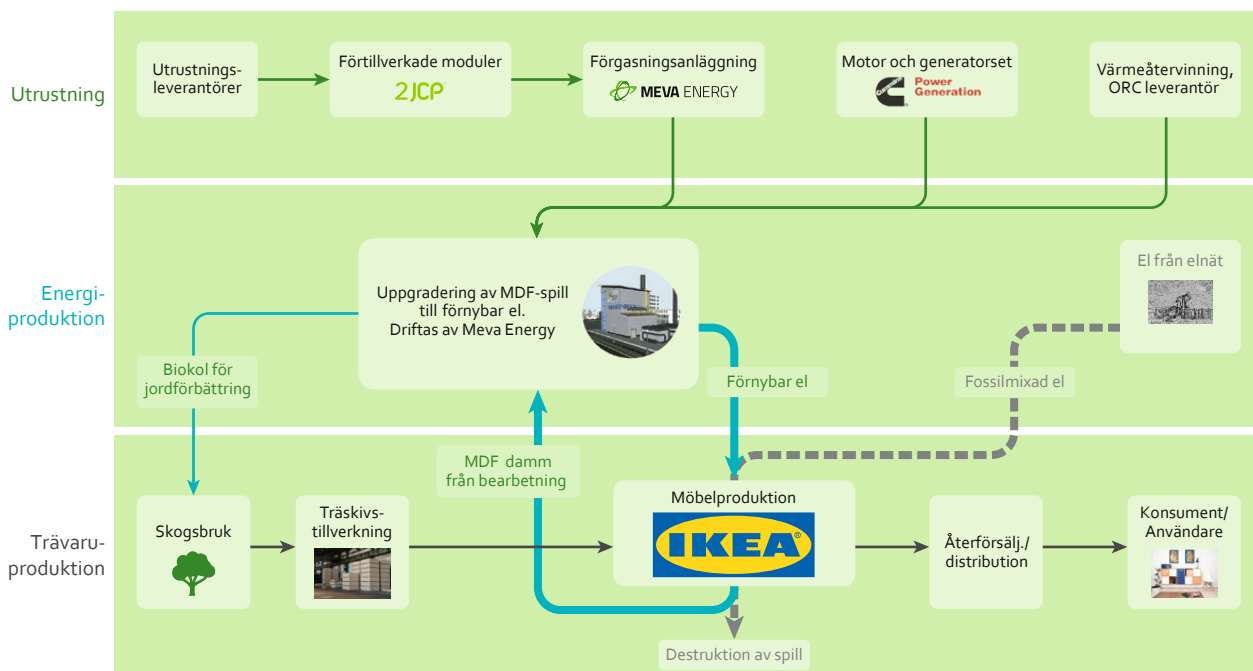 Utrustning
Utrustnings-
leverantörer
Förtillverkade moduler
2JCP
Förgasningsanläggning
MEVA ENERGY
Motor och generatorset
Cummins
Power
Generation
Värmeåtervinning,
ORC leverantör
Energi-
produktion
Uppgradering av MDF-spill
till förnybar el.
Driftas av Meva Energy
El från elnät
Biokol för
jordförbättring
Förnybar el
Fossilmixad el
MDF damm
från bearbetning
Trävaru-
produktion
Skogsbruk
Träskivs-
tillverkning
Möbelproduktion
IKEA
Återförsälj./
distribution
Konsument/
Användare
Destruktion av spill